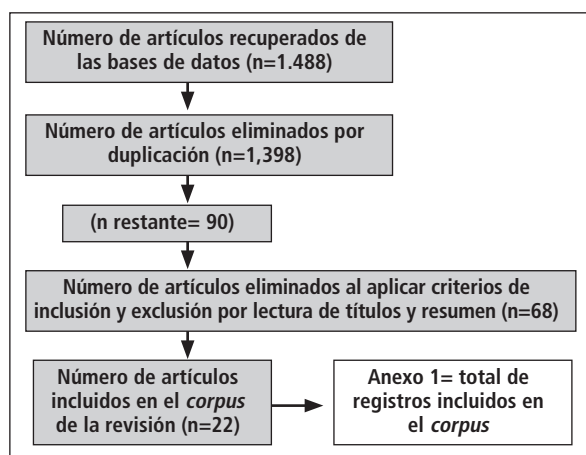 Número de artículos recuperados de
las bases de datos (n=1.488)
Número de artículos eliminados por
duplicación (n=1,398)
(n restante= 90)
Número de artículos eliminados al aplicar criterios de
inclusión y exclusión por lectura de títulos y resumen (n=68)
Número de artículos
incluidos en el corpus
de la revisión (n=22)
Anexo 1= total de
registros incluidos en
el corpus